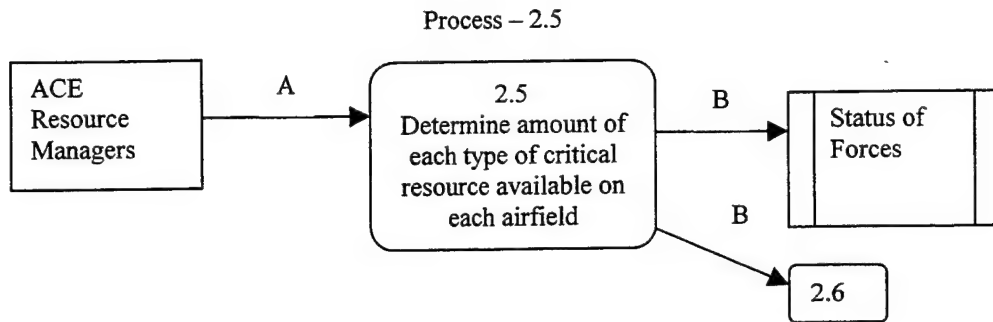 Process – 2.5
ACE
Resource
Managers
A
2.5
Determine amount of
each type of critical
resource available on
each airfield
B
Status of
Forces
B
2.6